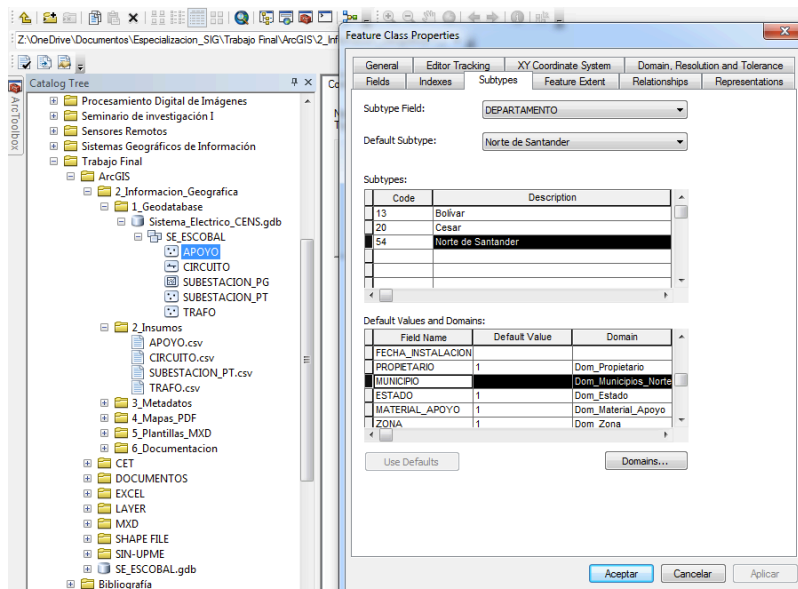 Z:\OneDrive\Documentos\Especializacion_SIG\Trabajo Final\ArcGIS\2_Inf
ArcToolbox
Catalog Tree
Procesamiento Digital de Imágenes
Seminario de investigación I
Sensores Remotos
Sistemas Geográficos de Información
Trabajo Final
ArcGIS
2_Informacion_Geografica
1_Geodatabase
Sistema_Electrico_CENS.gdb
SE_ESCOBAL
APOYO
CIRCUITO
SUBESTACION_PG
SUBESTACION_PT
TRAFO
2_Insumos
APOYO.csv
CIRCUITO.csv
SUBESTACION_PT.csv
TRAFO.csv
3_Metadatos
4_Mapas_PDF
5_Plantillas_MXD
6_Documentacion
CET
DOCUMENTOS
EXCEL
LAYER
MXD
SHAPE FILE
SIN-UPME
SE_ESCOBAL.gdb
Bibliografía
Feature Class Properties
General Editor Tracking XY Coordinate System Domain, Resolution and Tolerance
Fields Indexes Subtypes Feature Extent Relationships Representations
Subtype Field: DEPARTAMENTO
Default Subtype: Norte de Santander
Subtypes:
Code Description
13 Bolívar
20 Cesar
54 Norte de Santander
Default Values and Domains:
Field Name Default Value Domain
FECHA_INSTALACION
PROPIETARIO 1 Dom_Propietario
MUNICIPIO Dom_Municipios_Norte
ESTADO 1 Dom_Estado
MATERIAL_APOYO 1 Dom_Material_Apoyo
ZONA 1 Dom_Zona
Use Defaults Domains...
Aceptar Cancelar Aplicar